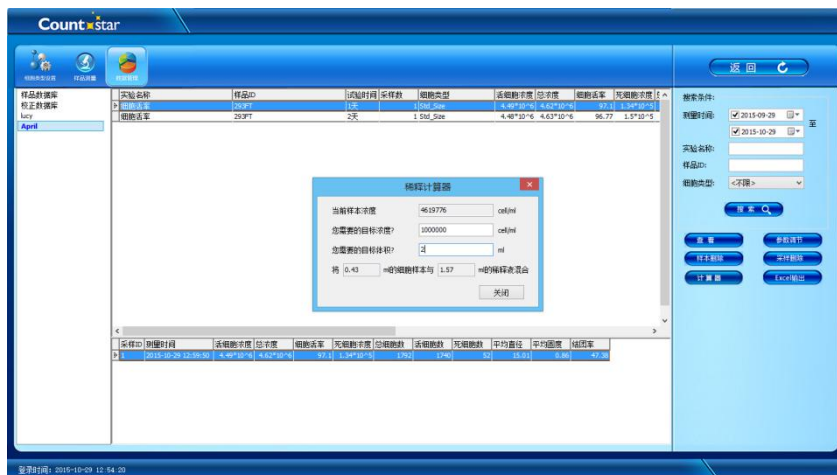 Countstar
细胞类型设置 样品测量 结果管理
返 回
样品数据库
校正数据库
lucy
April
实验名称 样品ID 试验时间 采样数 细胞类型 活细胞浓度 总浓度 细胞活率 死细胞浓度
细胞活率 293FT 1天 1 Std_Size 4.49*10^6 4.62*10^6 97.1 1.34*10^5
细胞活率 293FT 2天 1 Std_Size 4.48*10^6 4.63*10^6 96.77 1.5*10^5
搜索条件:
测量时间: 2015-09-29 至
2015-10-29
实验名称:
样品ID:
细胞类型: <不限>
搜 索
查 看 参数调节
样本删除 采样删除
计 算 器 Excel输出
稀释计算器
当前样本浓度 4619776 cell/ml
您需要的目标浓度? 1000000 cell/ml
您需要的目标体积? 2 ml
将 0.43 ml的细胞样本与 1.57 ml的稀释液混合
关闭
采样ID 测量时间 活细胞浓度 总浓度 细胞活率 死细胞浓度 总细胞数 活细胞数 死细胞数 平均直径 平均圆度 结团率
1 2015-10-29 12:59:50 4.49*10^6 4.62*10^6 97.1 1.34*10^5 1792 1740 52 15.01 0.86 47.38
登录时间: 2015-10-29 12:54:20